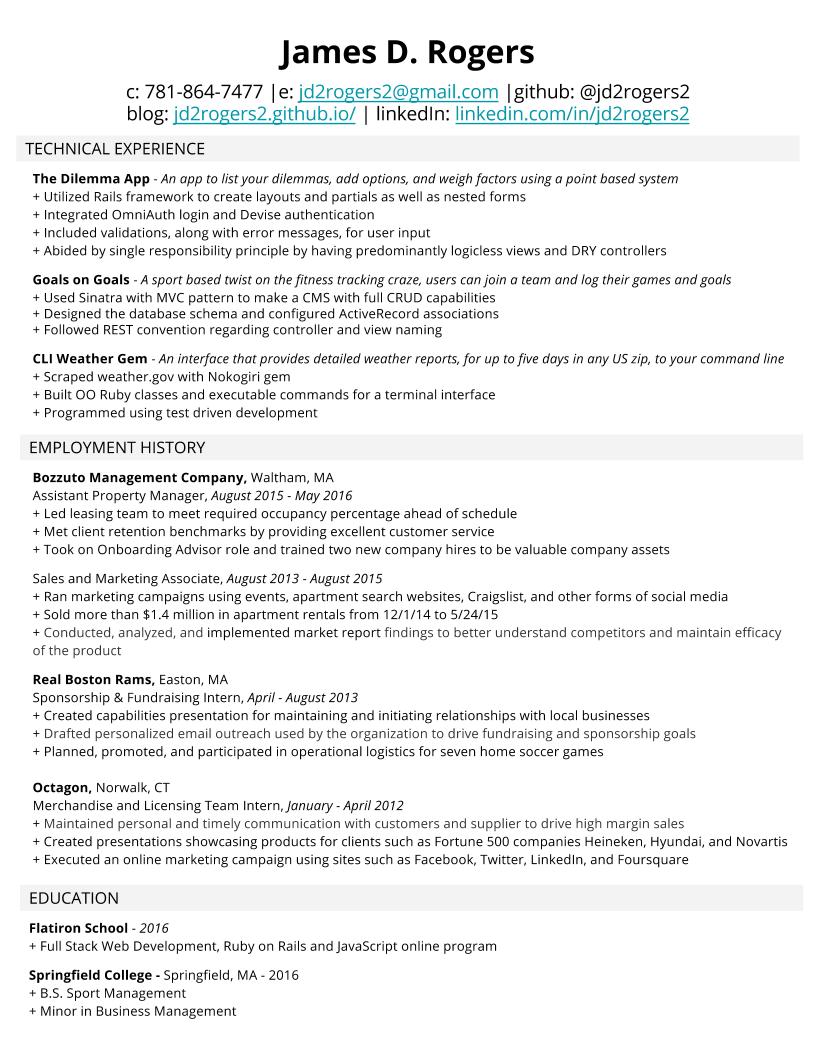 James D. Rogers
c: 781-864-7477 |e: jd2rogers2@gmail.com |github: @jd2rogers2
blog: jd2rogers2.github.io/ | linkedIn: linkedin.com/in/jd2rogers2
TECHNICAL EXPERIENCE
The Dilemma App - An app to list your dilemmas, add options, and weigh factors using a point based system
+ Utilized Rails framework to create layouts and partials as well as nested forms
+ Integrated OmniAuth login and Devise authentication
+ Included validations, along with error messages, for user input
+ Abided by single responsibility principle by having predominantly logicless views and DRY controllers
Goals on Goals - A sport based twist on the fitness tracking craze, users can join a team and log their games and goals
+ Used Sinatra with MVC pattern to make a CMS with full CRUD capabilities
+ Designed the database schema and configured ActiveRecord associations
+ Followed REST convention regarding controller and view naming
CLI Weather Gem - An interface that provides detailed weather reports, for up to five days in any US zip, to your command line
+ Scraped weather.gov with Nokogiri gem
+ Built OO Ruby classes and executable commands for a terminal interface
+ Programmed using test driven development
EMPLOYMENT HISTORY
Bozzuto Management Company, Waltham, MA
Assistant Property Manager, August 2015 - May 2016
+ Led leasing team to meet required occupancy percentage ahead of schedule
+ Met client retention benchmarks by providing excellent customer service
+ Took on Onboarding Advisor role and trained two new company hires to be valuable company assets
Sales and Marketing Associate, August 2013 - August 2015
+ Ran marketing campaigns using events, apartment search websites, Craigslist, and other forms of social media
+ Sold more than $1.4 million in apartment rentals from 12/1/14 to 5/24/15
+ Conducted, analyzed, and implemented market report findings to better understand competitors and maintain efficacy
of the product
Real Boston Rams, Easton, MA
Sponsorship & Fundraising Intern, April - August 2013
+ Created capabilities presentation for maintaining and initiating relationships with local businesses
+ Drafted personalized email outreach used by the organization to drive fundraising and sponsorship goals
+ Planned, promoted, and participated in operational logistics for seven home soccer games
Octagon, Norwalk, CT
Merchandise and Licensing Team Intern, January - April 2012
+ Maintained personal and timely communication with customers and supplier to drive high margin sales
+ Created presentations showcasing products for clients such as Fortune 500 companies Heineken, Hyundai, and Novartis
+ Executed an online marketing campaign using sites such as Facebook, Twitter, LinkedIn, and Foursquare
EDUCATION
Flatiron School - 2016
+ Full Stack Web Development, Ruby on Rails and JavaScript online program
Springfield College - Springfield, MA - 2016
+ B.S. Sport Management
+ Minor in Business Management